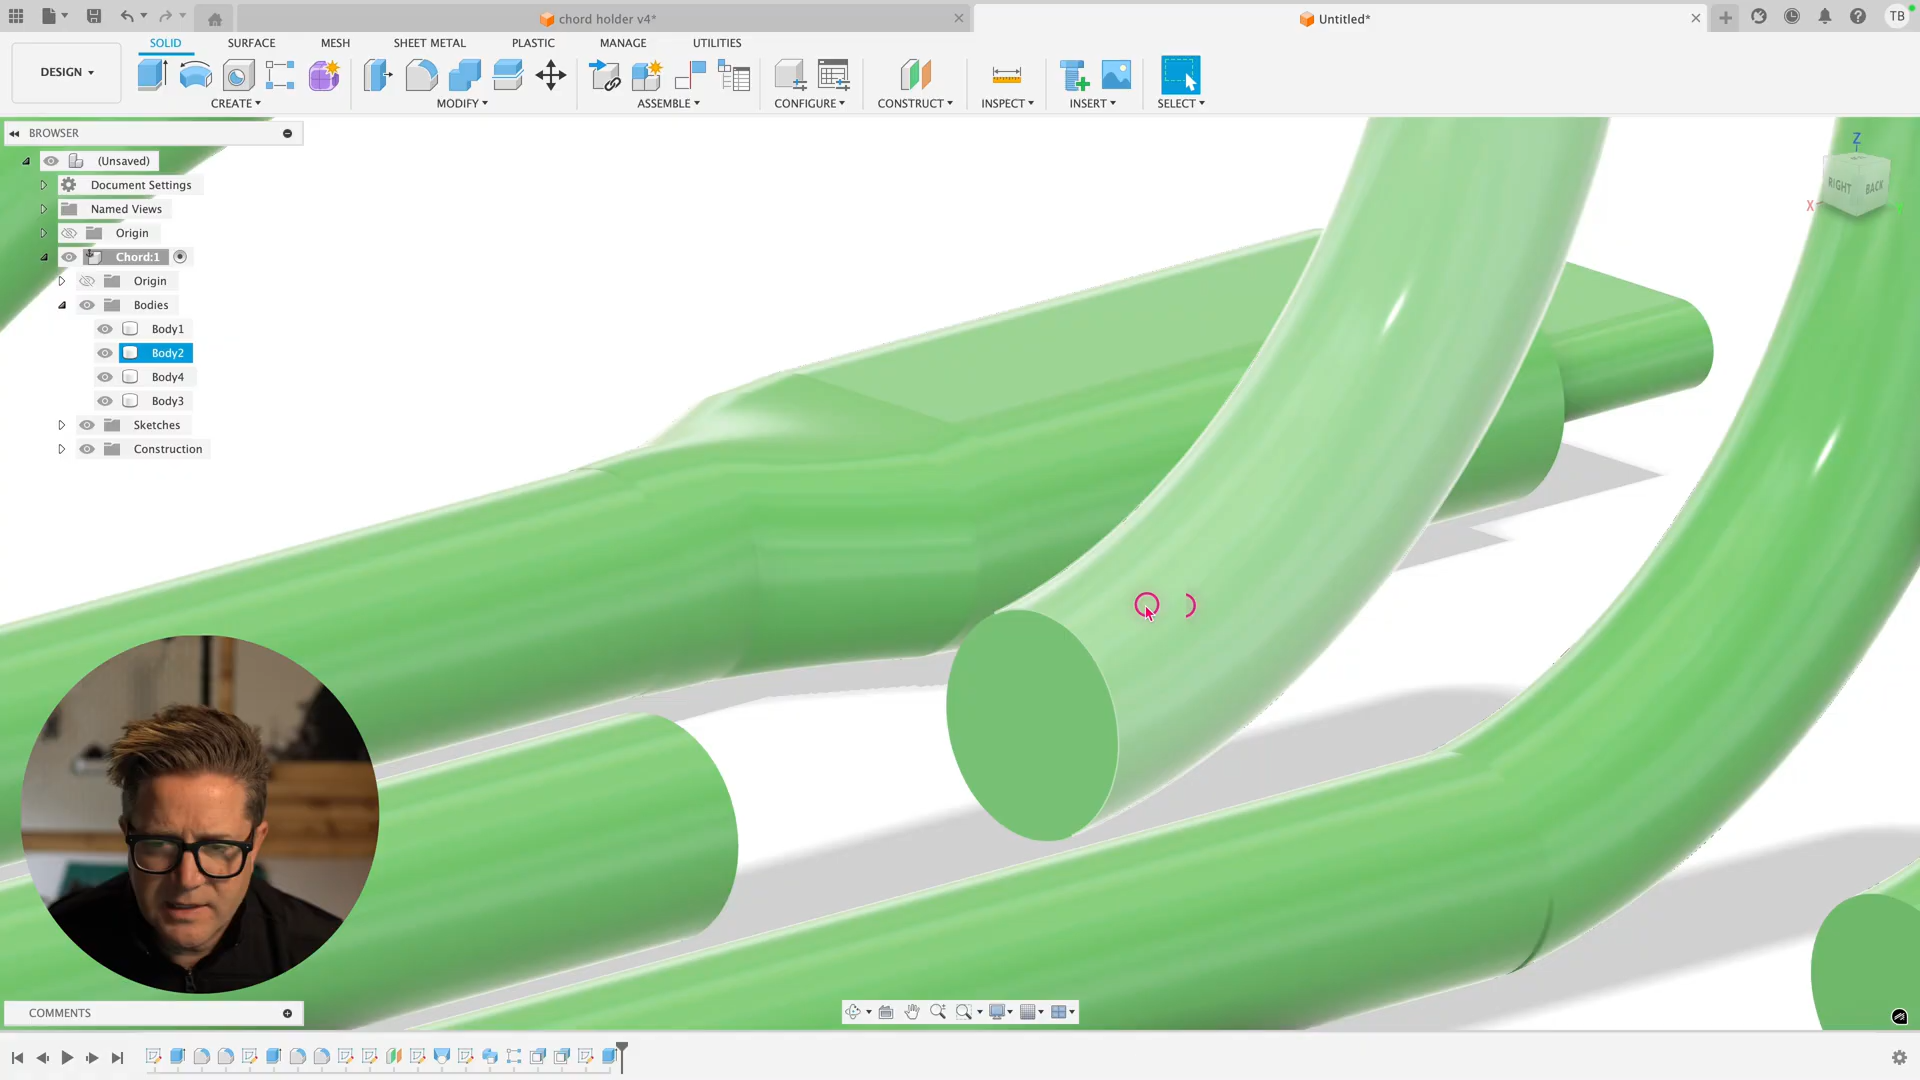 chord holder v4*
Untitled*
TB
DESIGN
SOLID
SURFACE
MESH
SHEET METAL
PLASTIC
MANAGE
UTILITIES
CREATE
MODIFY
ASSEMBLE
CONFIGURE
CONSTRUCT
INSPECT
INSERT
SELECT
BROWSER
(Unsaved)
Document Settings
Named Views
Origin
Chord:1
Origin
Bodies
Body1
Body2
Body4
Body3
Sketches
Construction
Z
RIGHT
BACK
X
COMMENTS